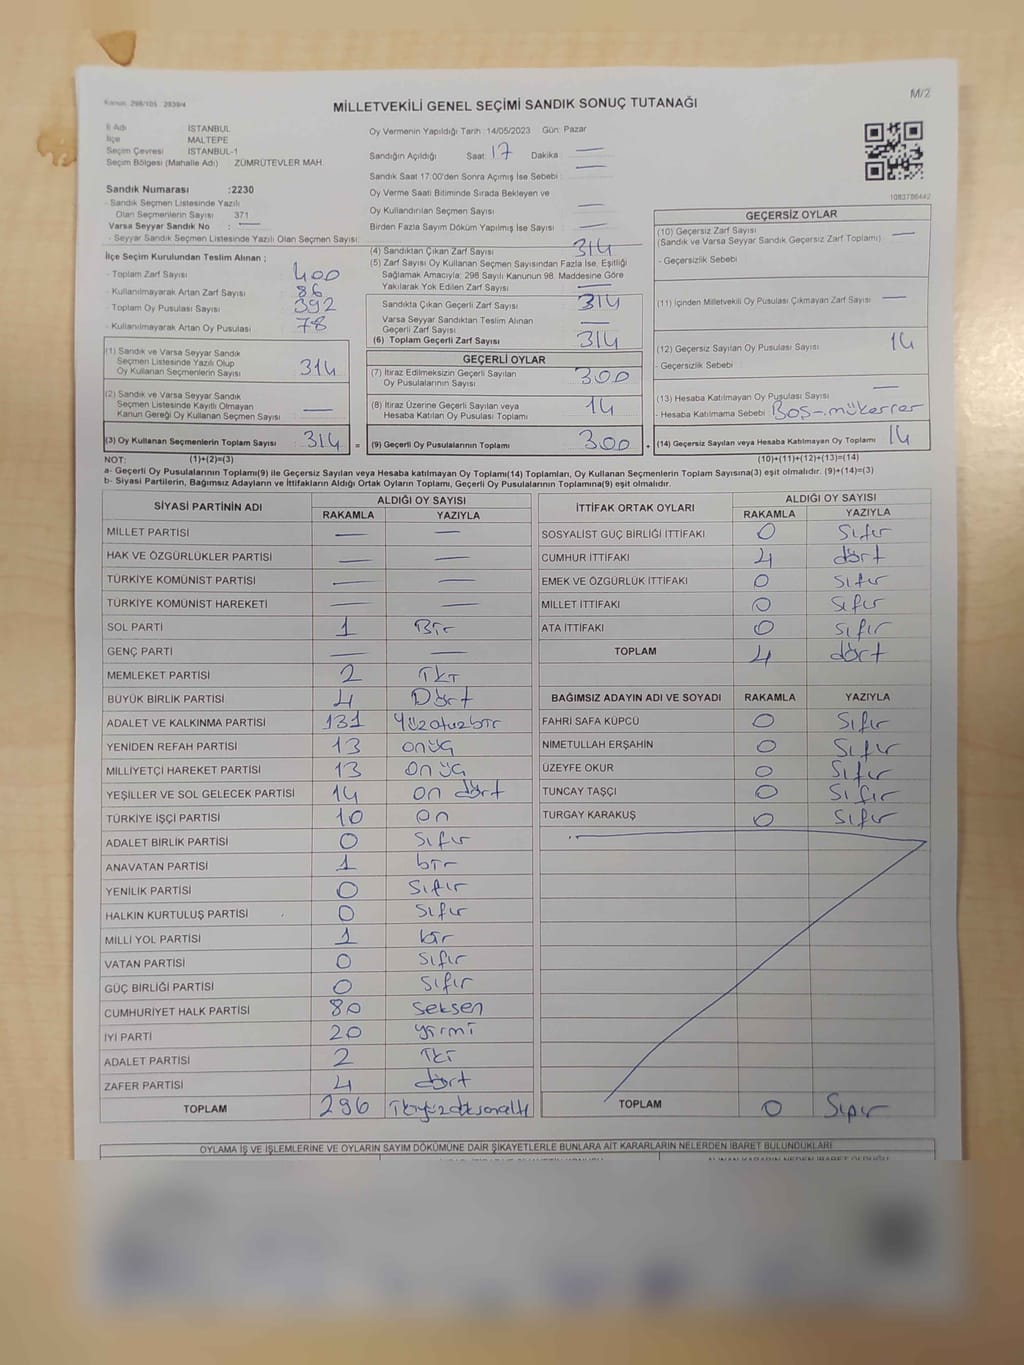 Kanun: 298/105 2839/4
MİLLETVEKİLİ GENEL SEÇİMİ SANDIK SONUÇ TUTANAĞI
M/2
İl Adı İSTANBUL
İlçe MALTEPE
Seçim Çevresi İSTANBUL-1
Seçim Bölgesi (Mahalle Adı) ZÜMRÜTEVLER MAH.
Sandık Numarası :2230
- Sandık Seçmen Listesinde Yazılı
Olan Seçmenlerin Sayısı 371
Varsa Seyyar Sandık No : —
- Seyyar Sandık Seçmen Listesinde Yazılı Olan Seçmen Sayısı:
İlçe Seçim Kurulundan Teslim Alınan ;
- Toplam Zarf Sayısı : 400
- Kullanılmayarak Artan Zarf Sayısı : 86
- Toplam Oy Pusulası Sayısı : 392
- Kullanılmayarak Artan Oy Pusulası : 78
(1) Sandık ve Varsa Seyyar Sandık
Seçmen Listesinde Yazılı Olup
Oy Kullanan Seçmenlerin Sayısı : 314
(2) Sandık ve Varsa Seyyar Sandık
Seçmen Listesinde Kayıtlı Olmayan
Kanun Gereği Oy Kullanan Seçmen Sayısı : —
(3) Oy Kullanan Seçmenlerin Toplam Sayısı : 314 =
Oy Vermenin Yapıldığı Tarih :14/05/2023 Gün: Pazar
Sandığın Açıldığı Saat: 17 Dakika : —
Sandık Saat 17:00'den Sonra Açımış İse Sebebi : —
Oy Verme Saati Bitiminde Sırada Bekleyen ve
Oy Kullandırılan Seçmen Sayısı : —
Birden Fazla Sayım Döküm Yapılmış İse Sayısı : —
(4) Sandıktan Çıkan Zarf Sayısı : 314
(5) Zarf Sayısı Oy Kullanan Seçmen Sayısından Fazla İse, Eşitliği
Sağlamak Amacıyla; 298 Sayılı Kanunun 98. Maddesine Göre
Yakılarak Yok Edilen Zarf Sayısı : —
Sandıkta Çıkan Geçerli Zarf Sayısı : 314
Varsa Seyyar Sandıktan Teslim Alınan
Geçerli Zarf Sayısı : —
(6) Toplam Geçerli Zarf Sayısı : 314
GEÇERLİ OYLAR
(7) İtiraz Edilmeksizin Geçerli Sayılan
Oy Pusulalarının Sayısı : 300
(8) İtiraz Üzerine Geçerli Sayılan veya
Hesaba Katılan Oy Pusulası Toplamı : 14
(9) Geçerli Oy Pusulalarının Toplamı : 300 +
1083786442
GEÇERSİZ OYLAR
(10) Geçersiz Zarf Sayısı : —
(Sandık ve Varsa Seyyar Sandık Geçersiz Zarf Toplamı)
- Geçersizlik Sebebi :
(11) İçinden Milletvekili Oy Pusulası Çıkmayan Zarf Sayısı : —
(12) Geçersiz Sayılan Oy Pusulası Sayısı : 14
- Geçersizlik Sebebi :
(13) Hesaba Katılmayan Oy Pusulası Sayısı : —
- Hesaba Katılmama Sebebi : Boş-mükerrer
(14) Geçersiz Sayılan veya Hesaba Katılmayan Oy Toplamı : 14
NOT: (1)+(2)=(3) (10)+(11)+(12)+(13)=(14)
a- Geçerli Oy Pusulalarının Toplamı(9) ile Geçersiz Sayılan veya Hesaba katılmayan Oy Toplamı(14) Toplamları, Oy Kullanan Seçmenlerin Toplam Sayısına(3) eşit olmalıdır. (9)+(14)=(3)
b- Siyasi Partilerin, Bağımsız Adayların ve İttifakların Aldığı Ortak Oyların Toplamı, Geçerli Oy Pusulalarının Toplamına(9) eşit olmalıdır.
SİYASİ PARTİNİN ADI ALDIĞI OY SAYISI
RAKAMLA YAZIYLA
MİLLET PARTİSİ — —
HAK VE ÖZGÜRLÜKLER PARTİSİ — —
TÜRKİYE KOMÜNİST PARTİSİ — —
TÜRKİYE KOMÜNİST HAREKETİ — —
SOL PARTİ 1 Bir
GENÇ PARTİ — —
MEMLEKET PARTİSİ 2 İki
BÜYÜK BİRLİK PARTİSİ 4 Dört
ADALET VE KALKINMA PARTİSİ 131 Yüzotuzbir
YENİDEN REFAH PARTİSİ 13 onüç
MİLLİYETÇİ HAREKET PARTİSİ 13 on üç
YEŞİLLER VE SOL GELECEK PARTİSİ 14 on dört
TÜRKİYE İŞÇİ PARTİSİ 10 on
ADALET BİRLİK PARTİSİ 0 Sıfır
ANAVATAN PARTİSİ 1 bir
YENİLİK PARTİSİ 0 Sıfır
HALKIN KURTULUŞ PARTİSİ 0 Sıfır
MİLLİ YOL PARTİSİ 1 bir
VATAN PARTİSİ 0 Sıfır
GÜÇ BİRLİĞİ PARTİSİ 0 Sıfır
CUMHURİYET HALK PARTİSİ 80 Seksen
İYİ PARTİ 20 yirmi
ADALET PARTİSİ 2 İki
ZAFER PARTİSİ 4 dört
TOPLAM 296 İkiyüzdoksanaltı
İTTİFAK ORTAK OYLARI ALDIĞI OY SAYISI
RAKAMLA YAZIYLA
SOSYALİST GÜÇ BİRLİĞİ İTTİFAKI 0 Sıfır
CUMHUR İTTİFAKI 4 dört
EMEK VE ÖZGÜRLÜK İTTİFAKI 0 Sıfır
MİLLET İTTİFAKI 0 Sıfır
ATA İTTİFAKI 0 Sıfır
TOPLAM 4 dört
BAĞIMSIZ ADAYIN ADI VE SOYADI RAKAMLA YAZIYLA
FAHRİ SAFA KÜPCÜ 0 Sıfır
NİMETULLAH ERŞAHİN 0 Sıfır
ÜZEYFE OKUR 0 Sıfır
TUNCAY TAŞÇI 0 Sıfır
TURGAY KARAKUŞ 0 Sıfır
TOPLAM 0 Sıfır
OYLAMA İŞ VE İŞLEMLERİNE VE OYLARIN SAYIM DÖKÜMÜNE DAİR ŞİKAYETLERLE BUNLARA AİT KARARLARIN NELERDEN İBARET BULUNDUKLARI